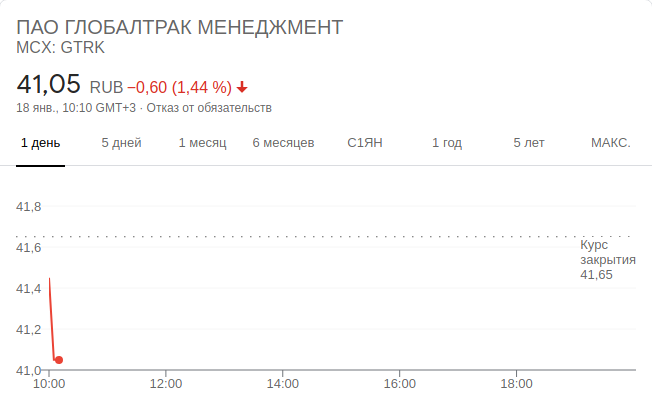 ПАО ГЛОБАЛТРАК МЕНЕДЖМЕНТ
MCX: GTRK
41,05 RUB −0,60 (1,44 %)
18 янв., 10:10 GMT+3 · Отказ от обязательств
1 день 5 дней 1 месяц 6 месяцев С1ЯН 1 год 5 лет МАКС.
41,8
41,6
Курс
закрытия
41,65
41,4
41,2
41,0
10:00 12:00 14:00 16:00 18:00